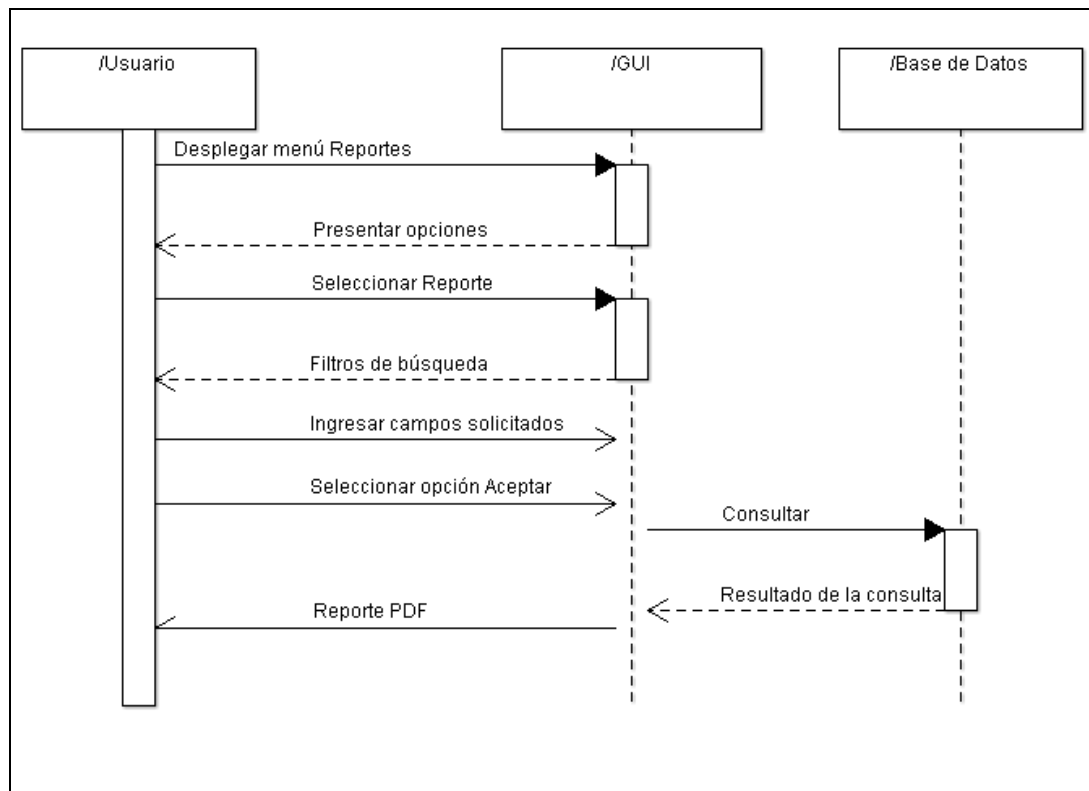 /Usuario
/GUI
/Base de Datos
Desplegar menú Reportes
Presentar opciones
Seleccionar Reporte
Filtros de búsqueda
Ingresar campos solicitados
Seleccionar opción Aceptar
Consultar
Resultado de la consulta
Reporte PDF